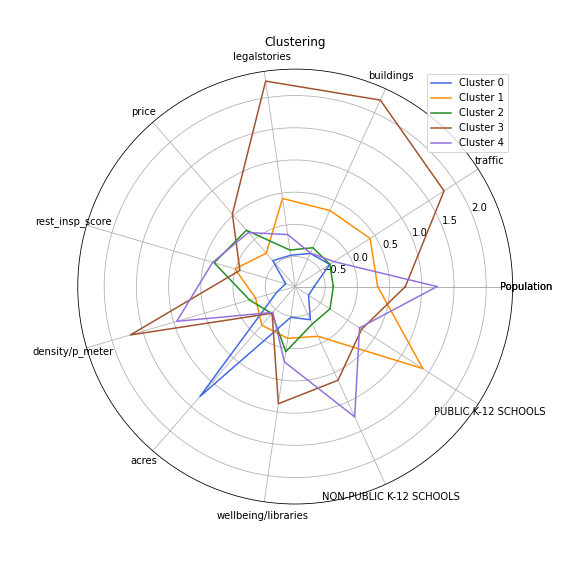 Clustering
legalstories
buildings
Cluster 0
Cluster 1
Cluster 2
Cluster 3
Cluster 4
price
traffic
rest_insp_score
2.0
1.5
1.0
0.5
0.0
-0.5
Population
density/p_meter
PUBLIC K-12 SCHOOLS
acres
NON-PUBLIC K-12 SCHOOLS
wellbeing/libraries